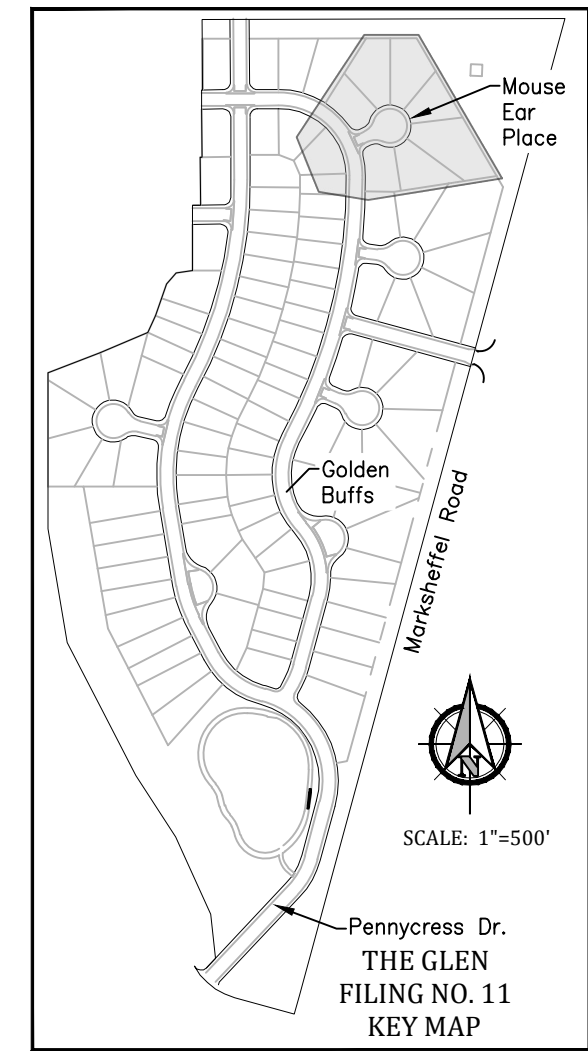 Mouse
Ear
Place
Golden
Buffs
Marksheffel Road
N
SCALE: 1"=500'
Pennycress Dr.
THE GLEN
FILING NO. 11
KEY MAP